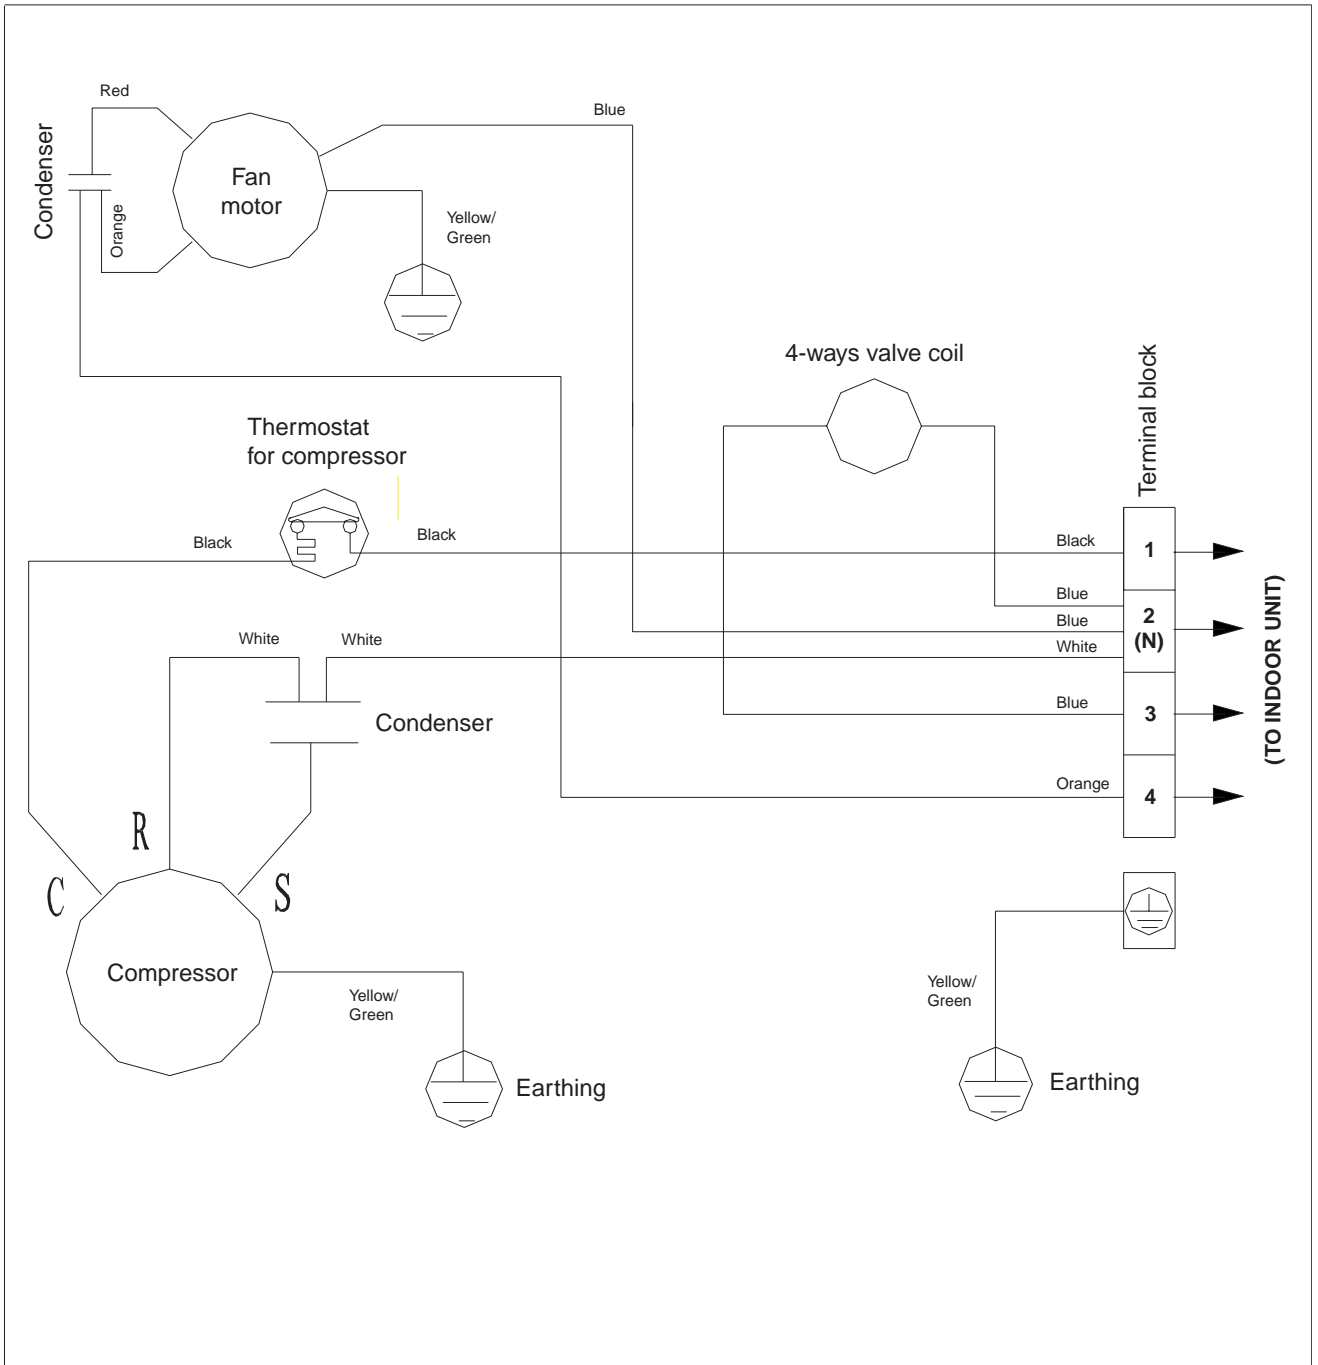 Red
Blue
Condenser
Fan
motor
Orange
Yellow/
Green
4-ways valve coil
Terminal block
Thermostat
for compressor
Black
Black
Black
1
Blue
Blue
White
2
(N)
White
White
Blue
3
Condenser
Orange
4
(TO INDOOR UNIT)
R
C
S
Compressor
Yellow/
Green
Earthing
Yellow/
Green
Earthing